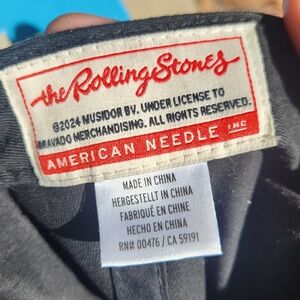 the Rolling Stones
©2024 MUSIDOR BV. UNDER LICENSE TO
BRAVADO MERCHANDISING. ALL RIGHTS RESERVED.
AMERICAN NEEDLE INC
MADE IN CHINA
HERGESTELLT IN CHINA
FABRIQUÉ EN CHINE
HECHO EN CHINA
RN# 00476 / CA 59191